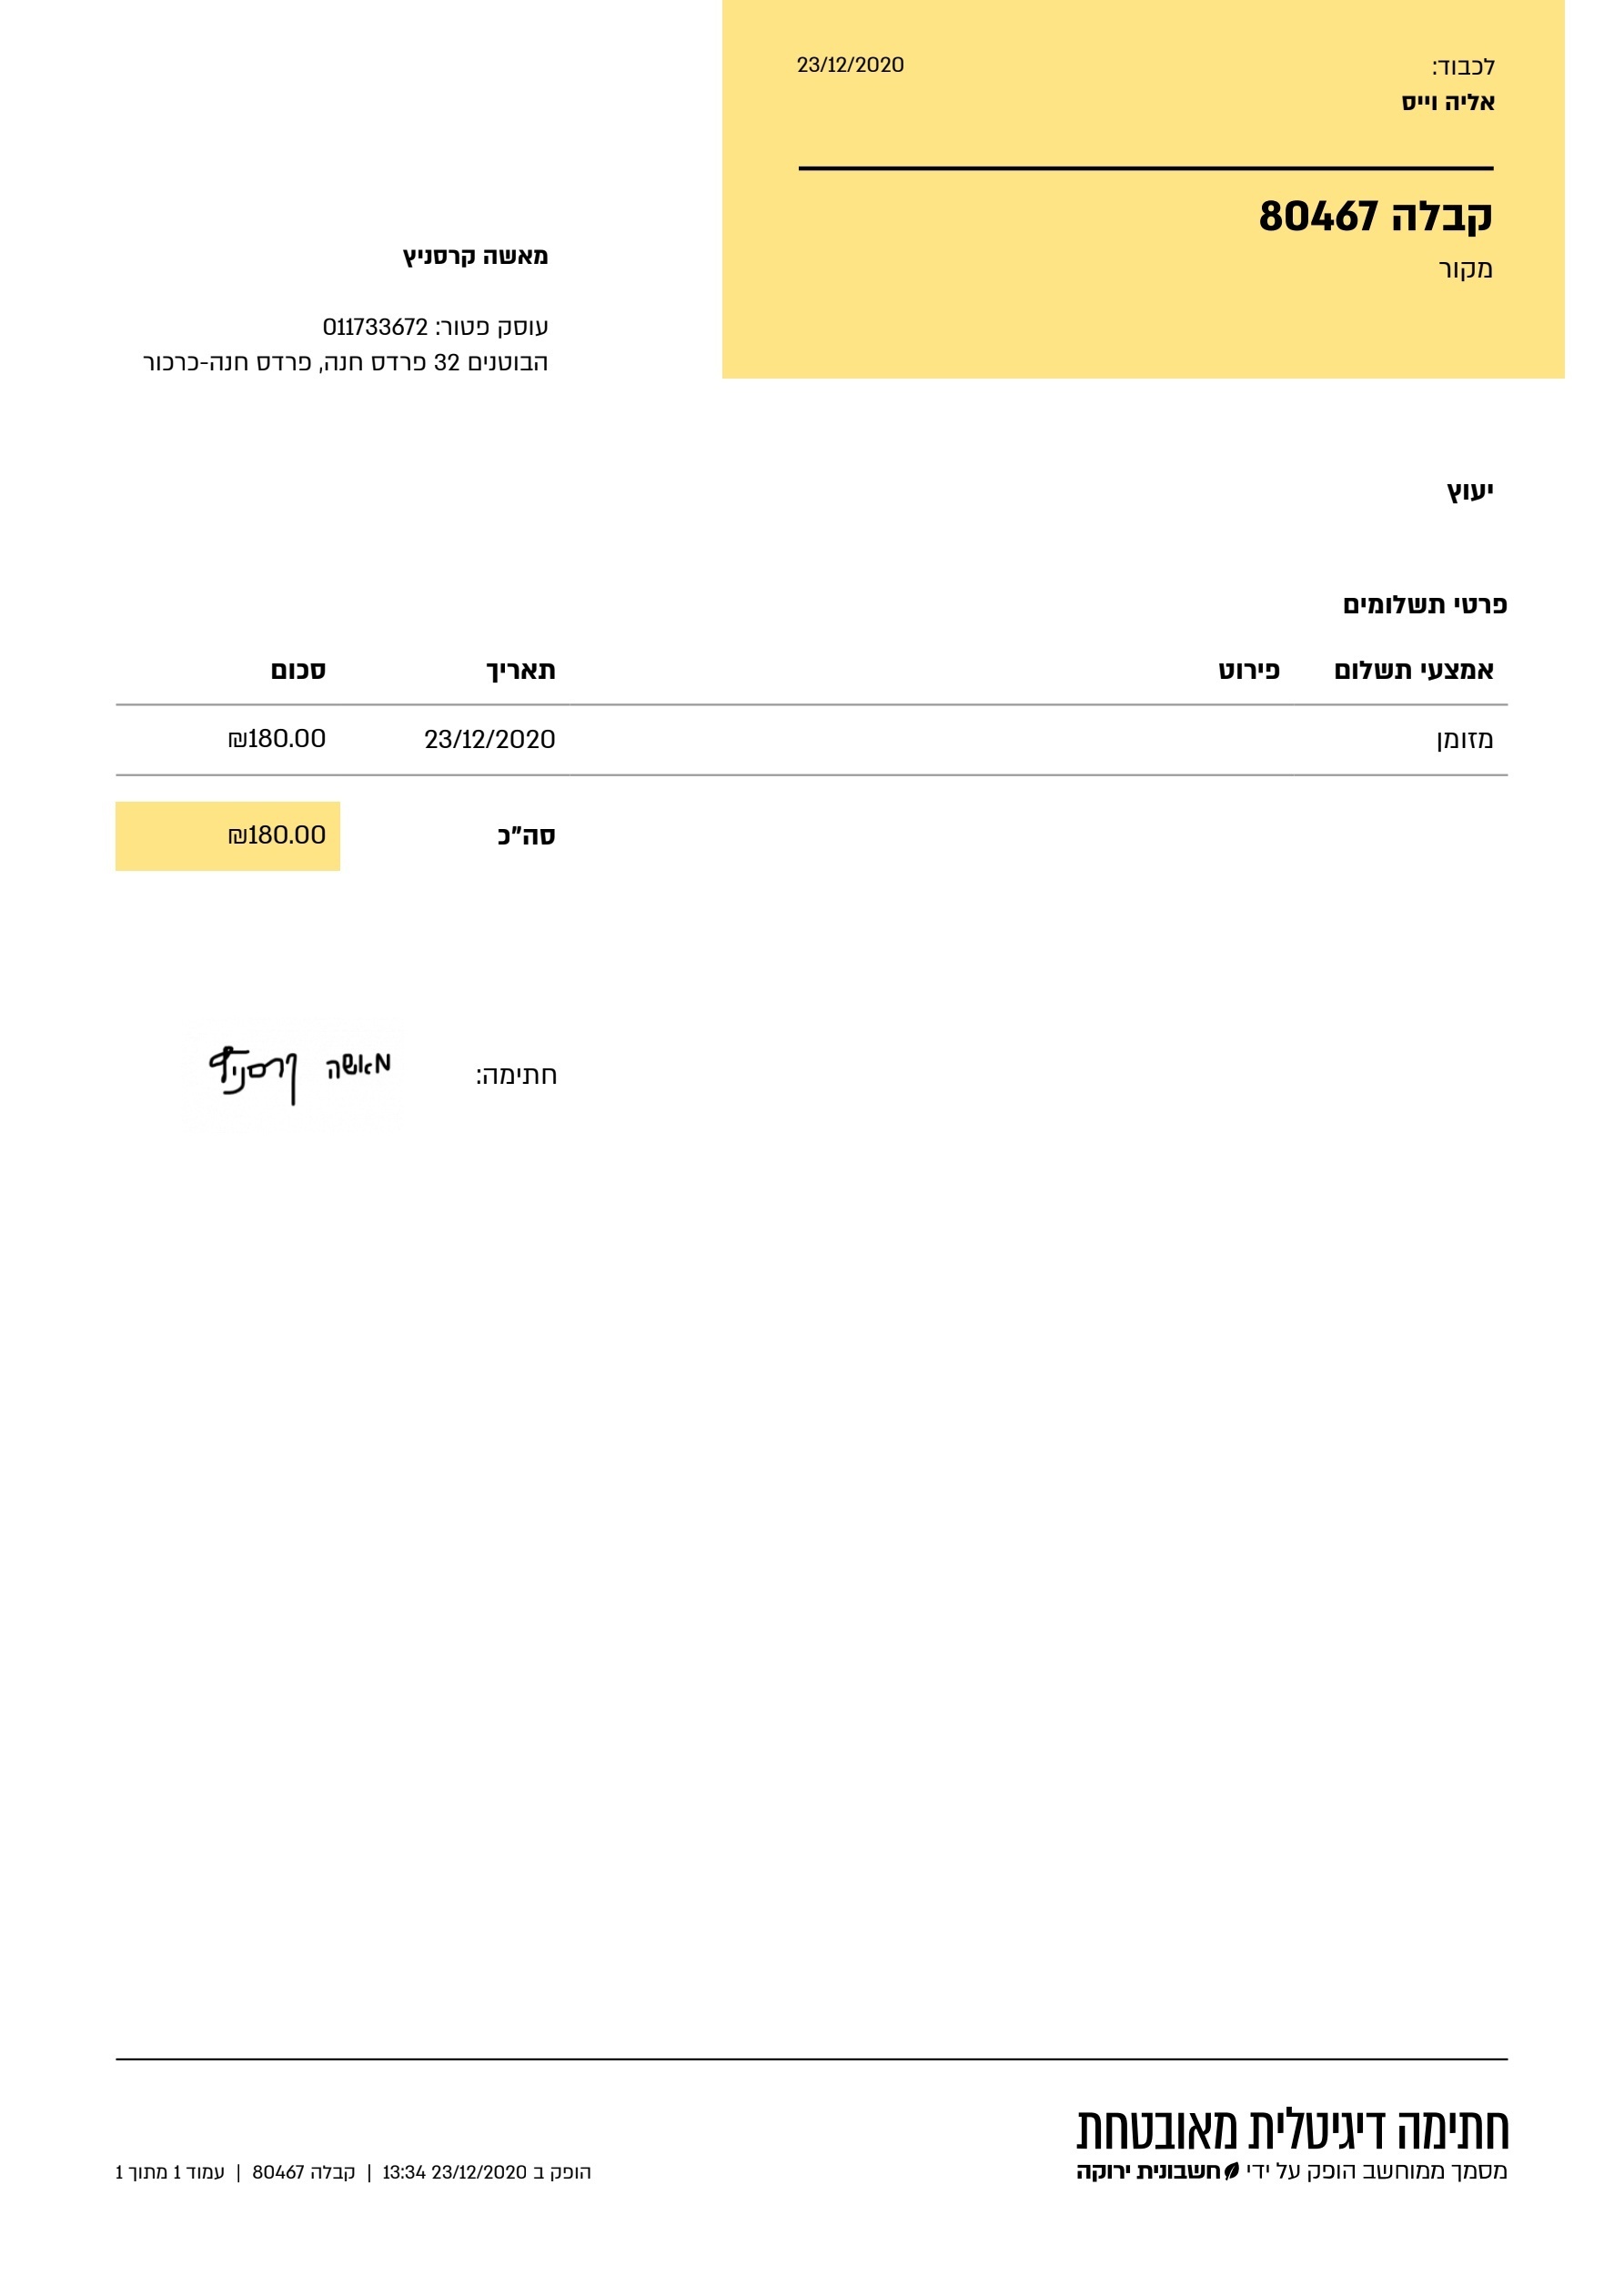 לכבוד: 23/12/2020
אליה וייס
קבלה 80467
מקור
מאשה קרסניץ
עוסק פטור: 011733672
הבוטנים 32 פרדס חנה, פרדס חנה-כרכור
יעוץ
פרטי תשלומים
אמצעי תשלום פירוט תאריך סכום
מזומן 23/12/2020 ₪180.00
סה"כ ₪180.00
חתימה: מאשה קרסניץ
חתימה דיגיטלית מאובטחת
מסמך ממוחשב הופק על ידי חשבונית ירוקה
הופק ב 23/12/2020 13:34 | קבלה 80467 | עמוד 1 מתוך 1